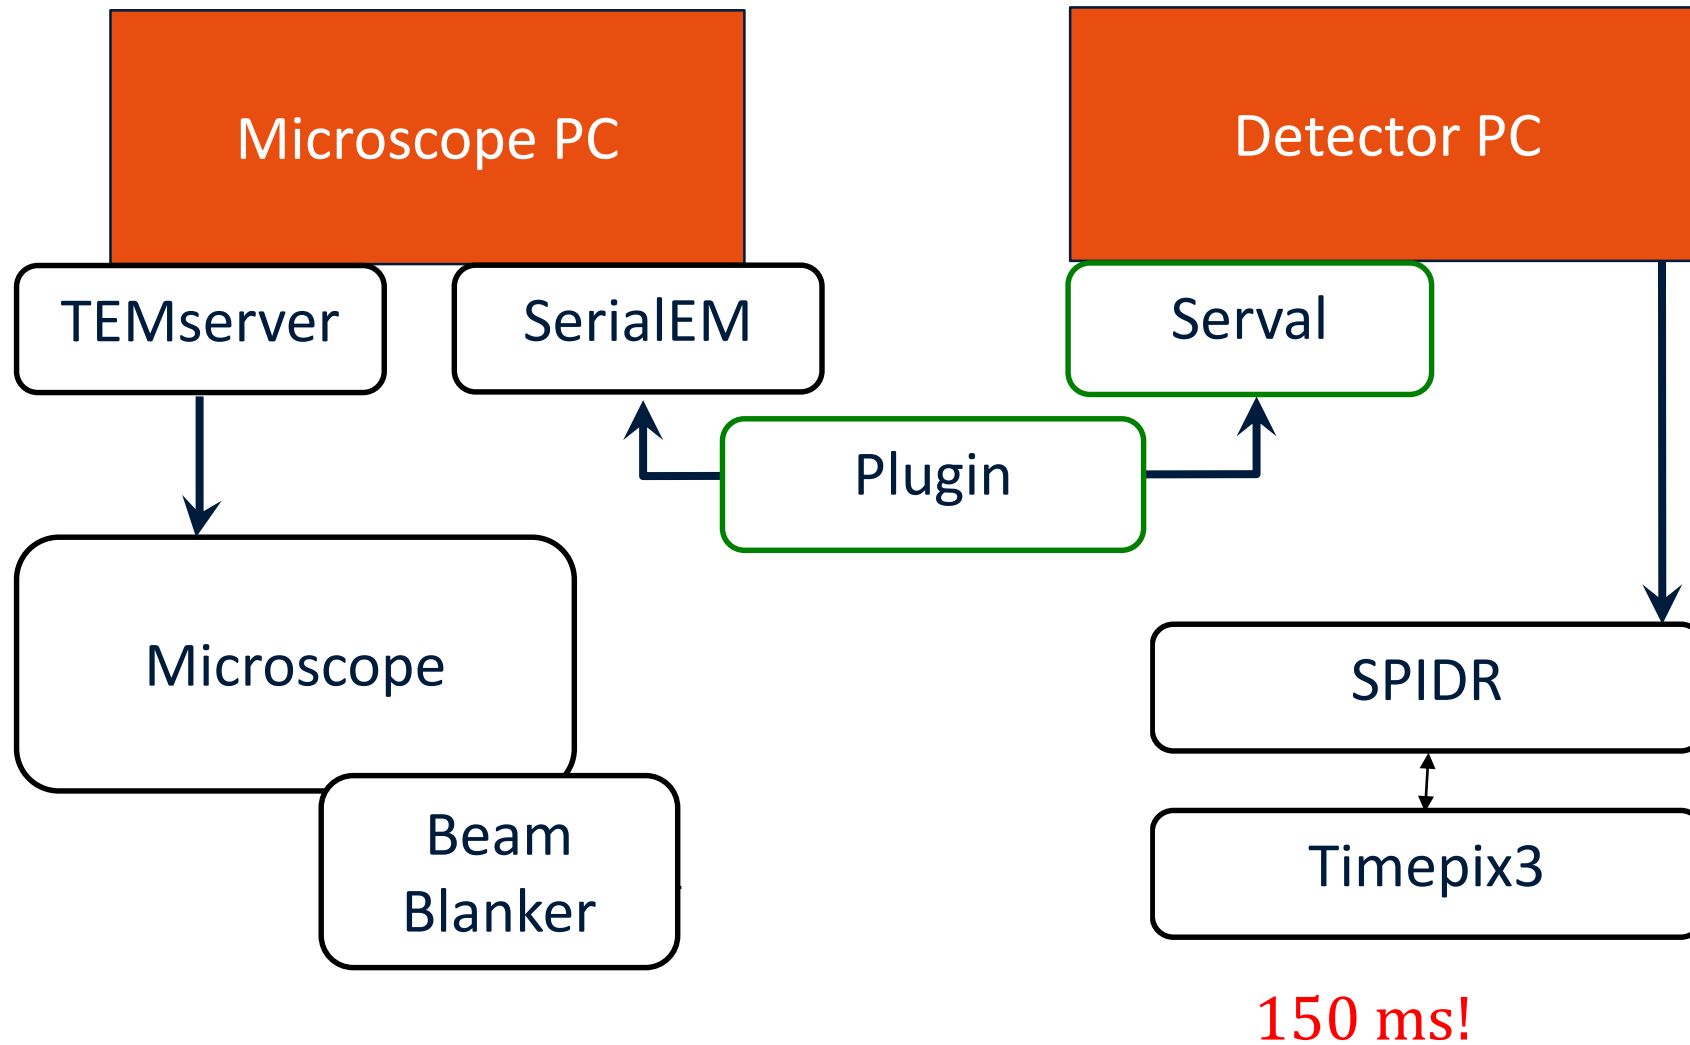 Microscope PC
Detector PC
TEMserver
SerialEM
Serval
Plugin
Microscope
SPIDR
Beam
Blanker
Timepix3
150 ms!